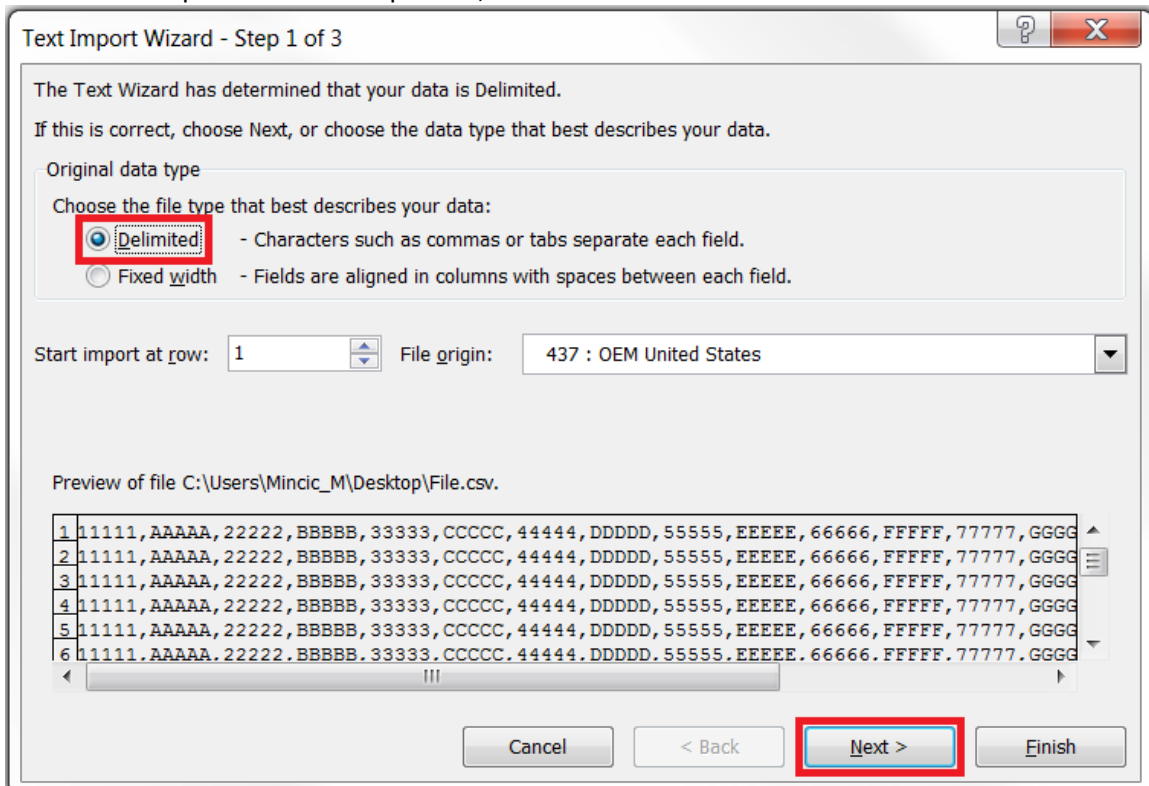 Text Import Wizard - Step 1 of 3
The Text Wizard has determined that your data is Delimited.
If this is correct, choose Next, or choose the data type that best describes your data.
Original data type
Choose the file type that best describes your data:
Delimited - Characters such as commas or tabs separate each field.
Fixed width - Fields are aligned in columns with spaces between each field.
Start import at row: 1 File origin: 437 : OEM United States
Preview of file C:\Users\Mincic_M\Desktop\File.csv.
1 11111,AAAAA,22222,BBBBB,33333,CCCCC,44444,DDDDD,55555,EEEEE,66666,FFFFF,77777,GGGG
2 11111,AAAAA,22222,BBBBB,33333,CCCCC,44444,DDDDD,55555,EEEEE,66666,FFFFF,77777,GGGG
3 11111,AAAAA,22222,BBBBB,33333,CCCCC,44444,DDDDD,55555,EEEEE,66666,FFFFF,77777,GGGG
4 11111,AAAAA,22222,BBBBB,33333,CCCCC,44444,DDDDD,55555,EEEEE,66666,FFFFF,77777,GGGG
5 11111,AAAAA,22222,BBBBB,33333,CCCCC,44444,DDDDD,55555,EEEEE,66666,FFFFF,77777,GGGG
6 11111,AAAAA,22222,BBBBB,33333,CCCCC,44444,DDDDD,55555,EEEEE,66666,FFFFF,77777,GGGG
Cancel < Back Next > Finish